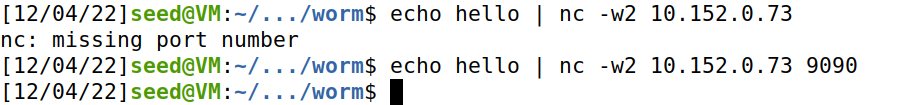 [12/04/22]seed@VM:~/.../worm$ echo hello | nc -w2 10.152.0.73
nc: missing port number
[12/04/22]seed@VM:~/.../worm$ echo hello | nc -w2 10.152.0.73 9090
[12/04/22]seed@VM:~/.../worm$